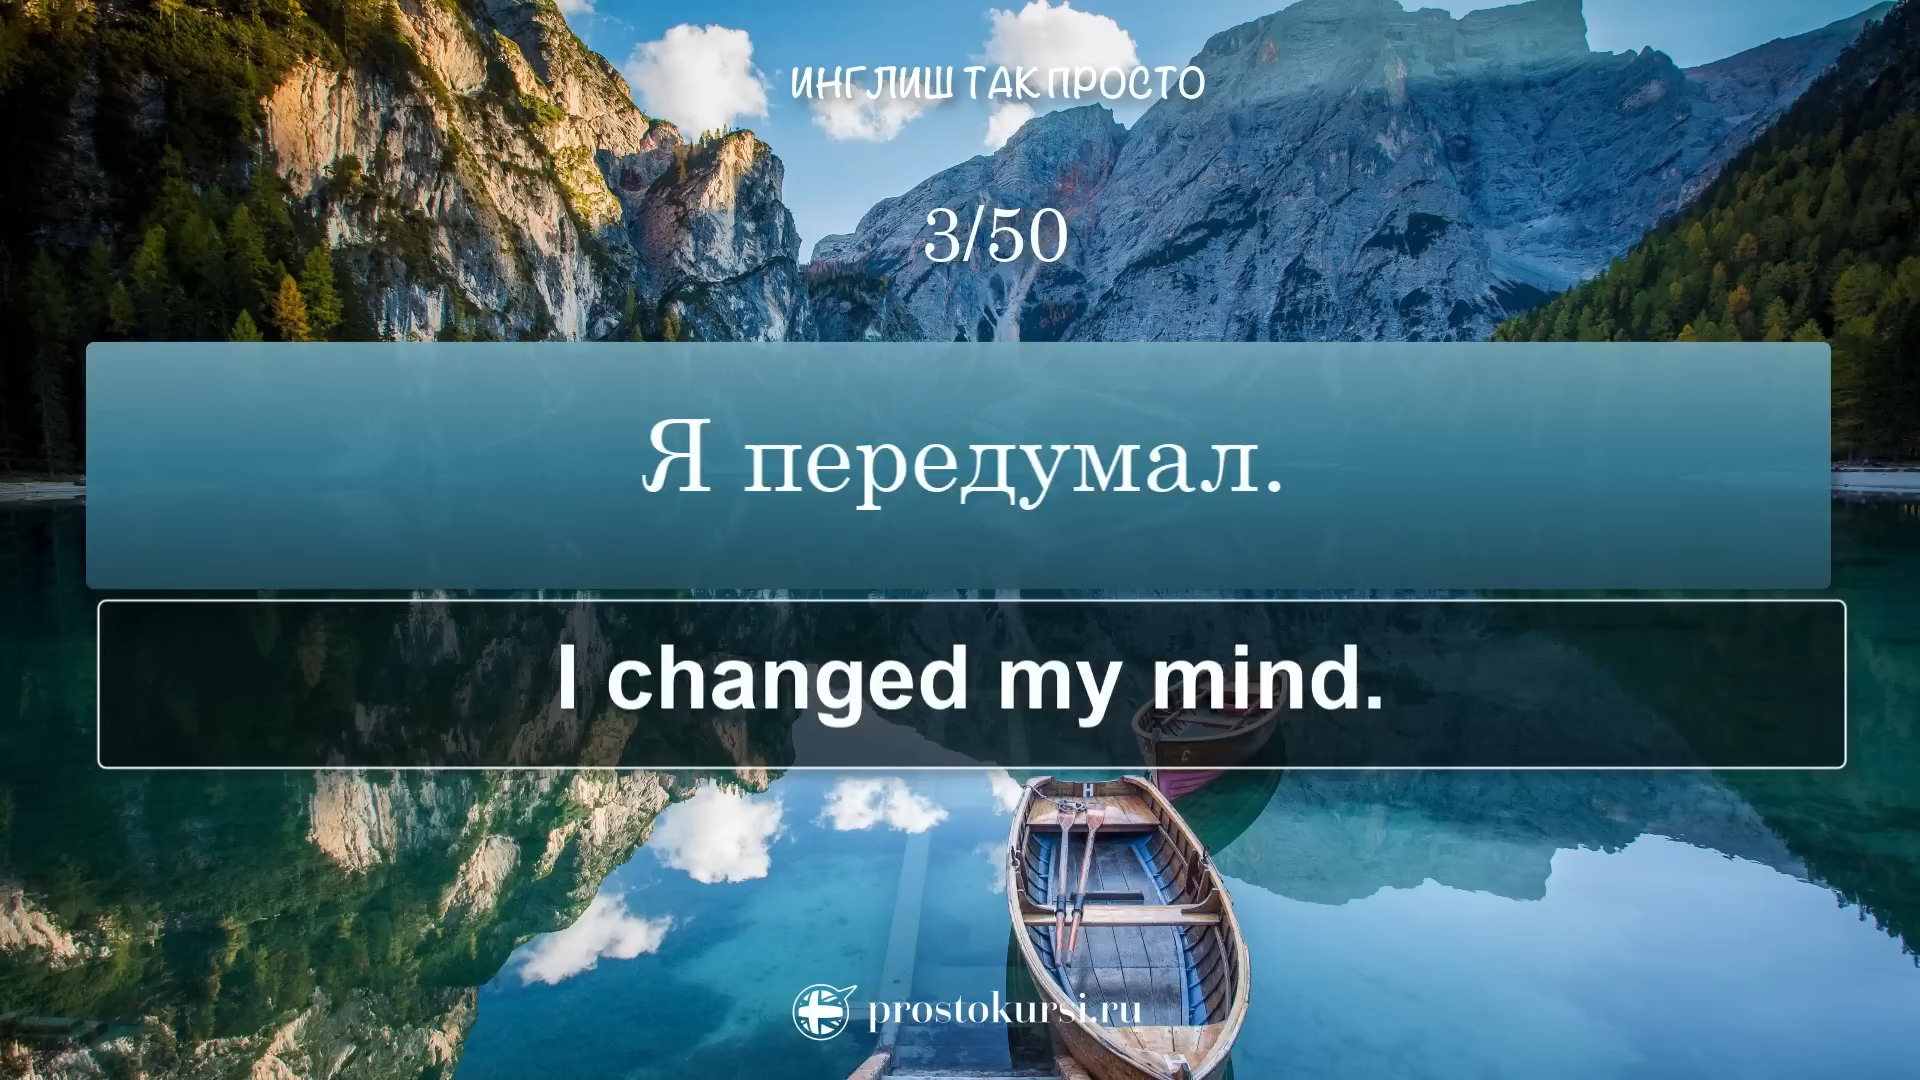 ИНГЛИШ ТАК ПРОСТО
3/50
Я передумал.
I changed my mind.
prostokursi.ru